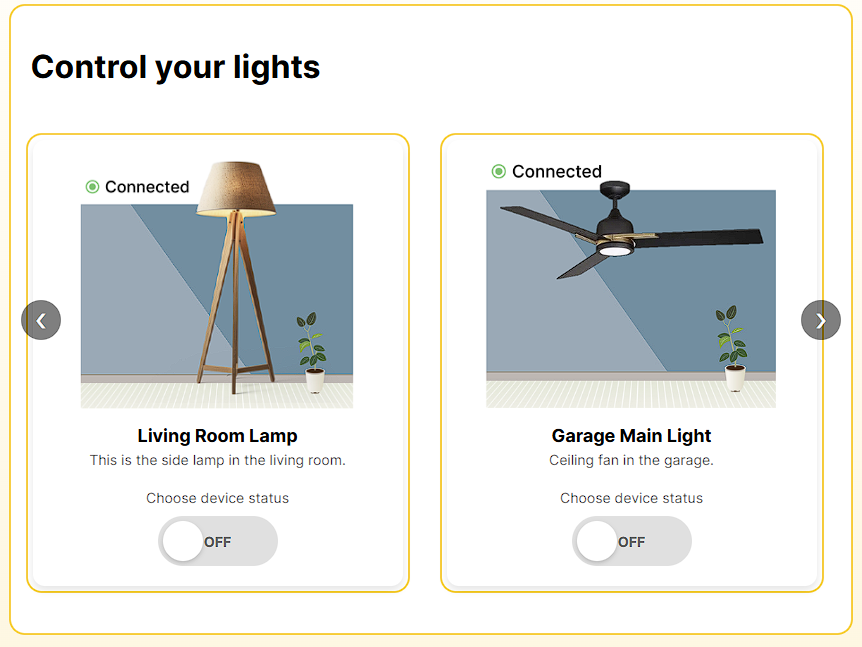 Control your lights
Connected
Living Room Lamp
This is the side lamp in the living room.
Choose device status
OFF
Connected
Garage Main Light
Ceiling fan in the garage.
Choose device status
OFF